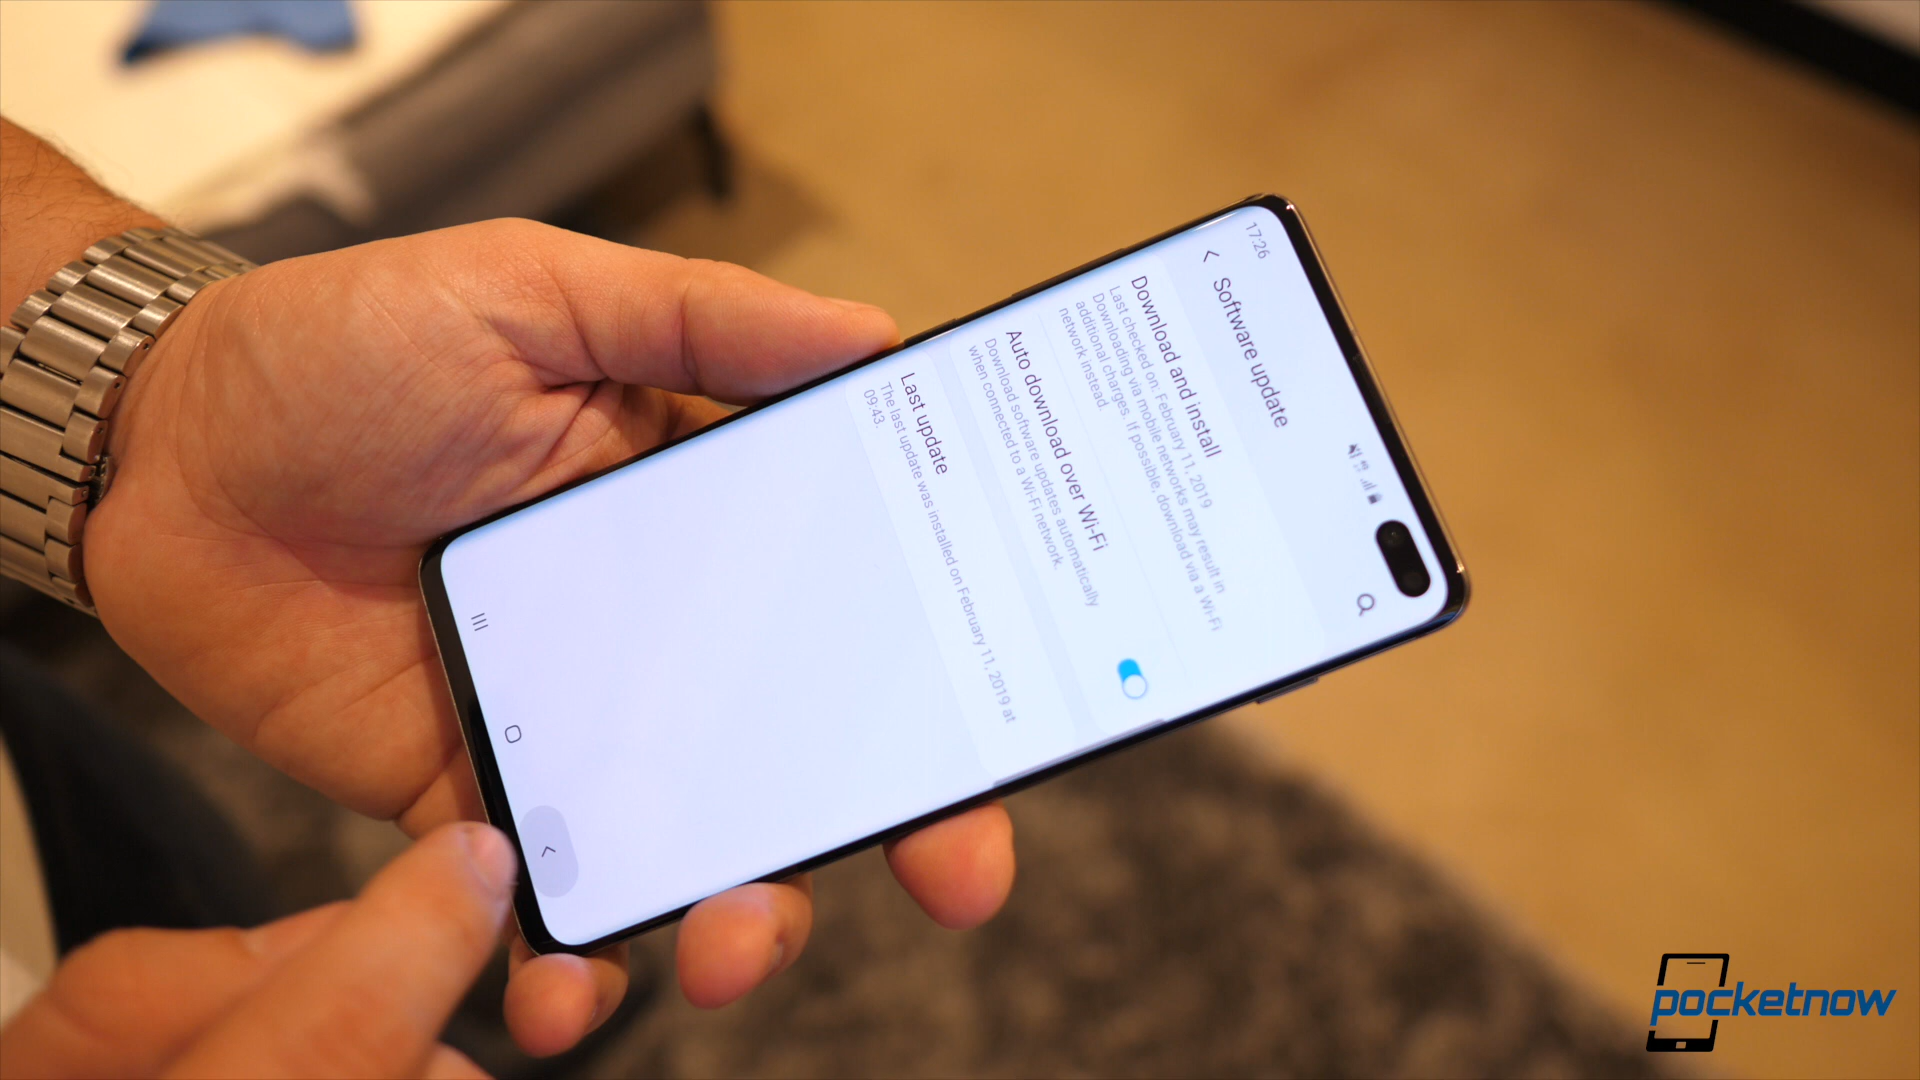 17:26
Software update
Download and install
Last checked on: February 11, 2019
Downloading via mobile networks may result in
additional charges. If possible, download via a Wi-Fi
network instead.
Auto download over Wi-Fi
Download software updates automatically
when connected to a Wi-Fi network.
Last update
The last update was installed on February 11, 2019 at
09:43.
pocketnow